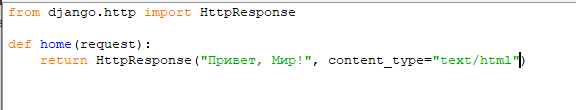 from django.http import HttpResponse
def home(request):
    return HttpResponse("Привет, Мир!", content_type="text/html")